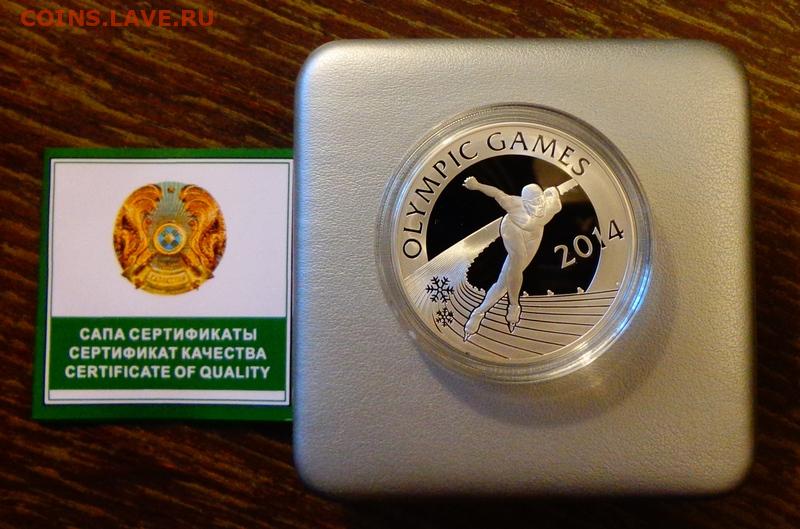 COINS.LAVE.RU
OLYMPIC GAMES
2014
САПА СЕРТИФИКАТЫ
СЕРТИФИКАТ КАЧЕСТВА
CERTIFICATE OF QUALITY